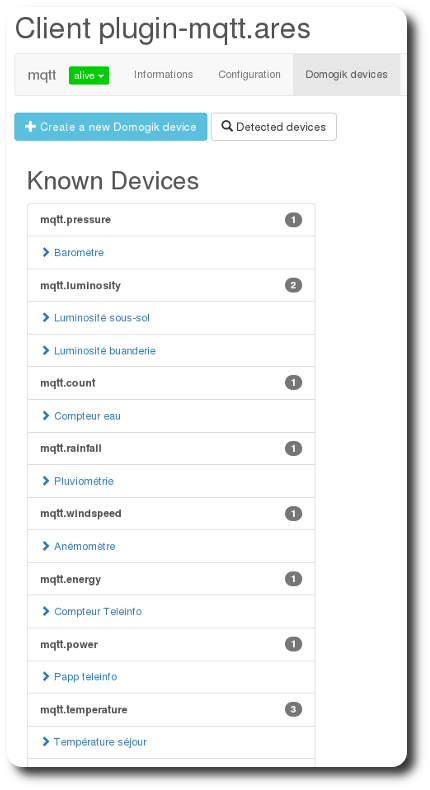 Client plugin-mqtt.ares
mqtt alive Informations Configuration Domogik devices
Create a new Domogik device Detected devices
Known Devices
mqtt.pressure 1
Barometre
mqtt.luminosity 2
Luminosité sous-sol
Luminosité buanderie
mqtt.count 1
Compteur eau
mqtt.rainfall 1
Pluviométrie
mqtt.windspeed 1
Anémomètre
mqtt.energy 1
Compteur Teleinfo
mqtt.power 1
Papp teleinfo
mqtt.temperature 3
Température séjour